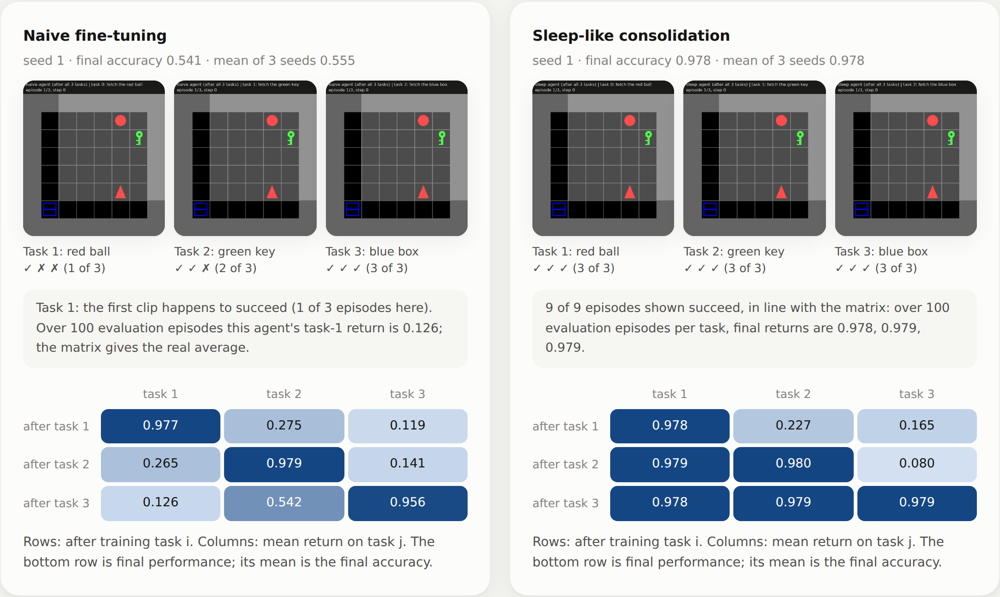 Naive fine-tuning
seed 1 · final accuracy 0.541 · mean of 3 seeds 0.555
naive agent (after all 3 tasks) | task 0: fetch the red ball
episode 1/3, step 0
naive agent (after all 3 tasks) | task 1: fetch the green key
episode 1/3, step 0
naive agent (after all 3 tasks) | task 2: fetch the blue box
episode 1/3, step 0
Task 1: red ball
✓ ✗ ✗ (1 of 3)
Task 2: green key
✓ ✓ ✗ (2 of 3)
Task 3: blue box
✓ ✓ ✓ (3 of 3)
Task 1: the first clip happens to succeed (1 of 3 episodes here).
Over 100 evaluation episodes this agent's task-1 return is 0.126;
the matrix gives the real average.
task 1 task 2 task 3
after task 1 0.977 0.275 0.119
after task 2 0.265 0.979 0.141
after task 3 0.126 0.542 0.956
Rows: after training task i. Columns: mean return on task j. The
bottom row is final performance; its mean is the final accuracy.
Sleep-like consolidation
seed 1 · final accuracy 0.978 · mean of 3 seeds 0.978
sleep agent (after all 3 tasks) | task 0: fetch the red ball
episode 1/3, step 0
sleep agent (after all 3 tasks) | task 1: fetch the green key
episode 1/3, step 0
sleep agent (after all 3 tasks) | task 2: fetch the blue box
episode 1/3, step 0
Task 1: red ball
✓ ✓ ✓ (3 of 3)
Task 2: green key
✓ ✓ ✓ (3 of 3)
Task 3: blue box
✓ ✓ ✓ (3 of 3)
9 of 9 episodes shown succeed, in line with the matrix: over 100
evaluation episodes per task, final returns are 0.978, 0.979,
0.979.
task 1 task 2 task 3
after task 1 0.978 0.227 0.165
after task 2 0.979 0.980 0.080
after task 3 0.978 0.979 0.979
Rows: after training task i. Columns: mean return on task j. The
bottom row is final performance; its mean is the final accuracy.